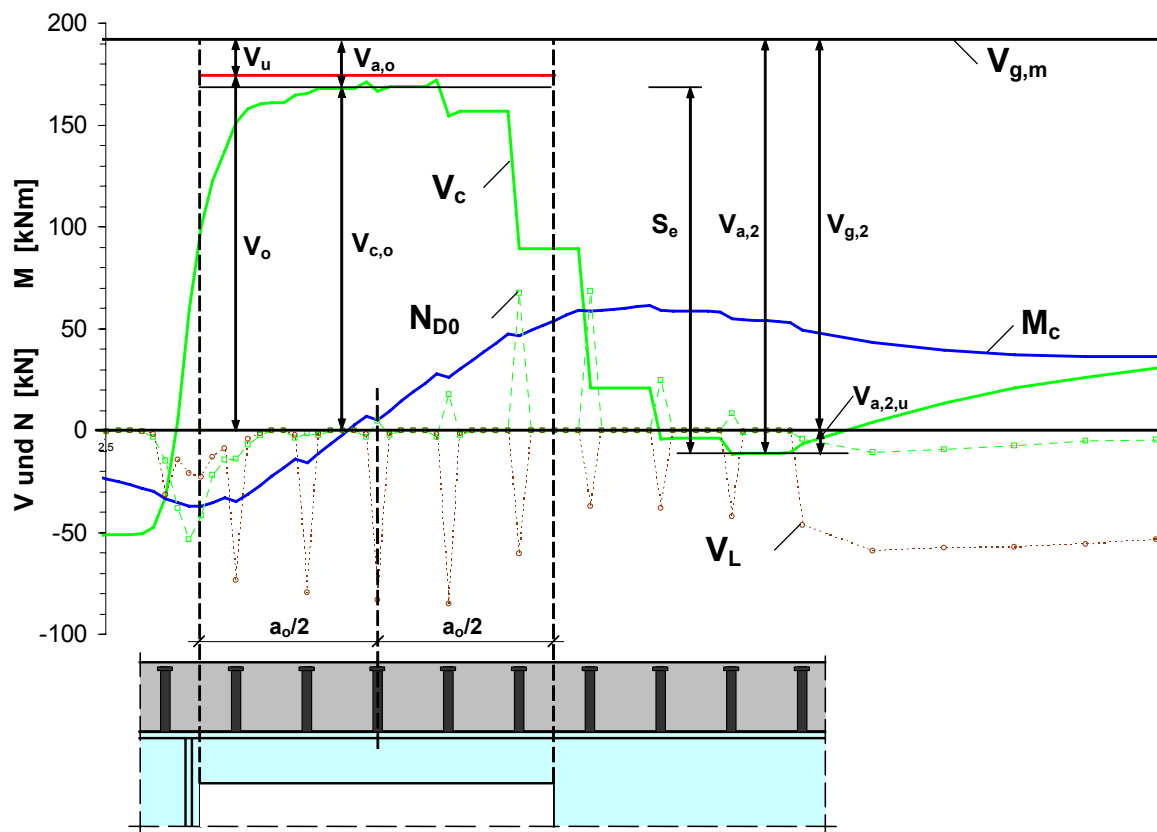 200
150
100
50
0
-50
-100
V und N [kN] M [kNm]
2,5
V_u
V_a,o
V_g,m
V_c
V_o
V_c,o
S_e
V_a,2
V_g,2
N_D0
M_c
V_a,2,u
V_L
a_o/2
a_o/2